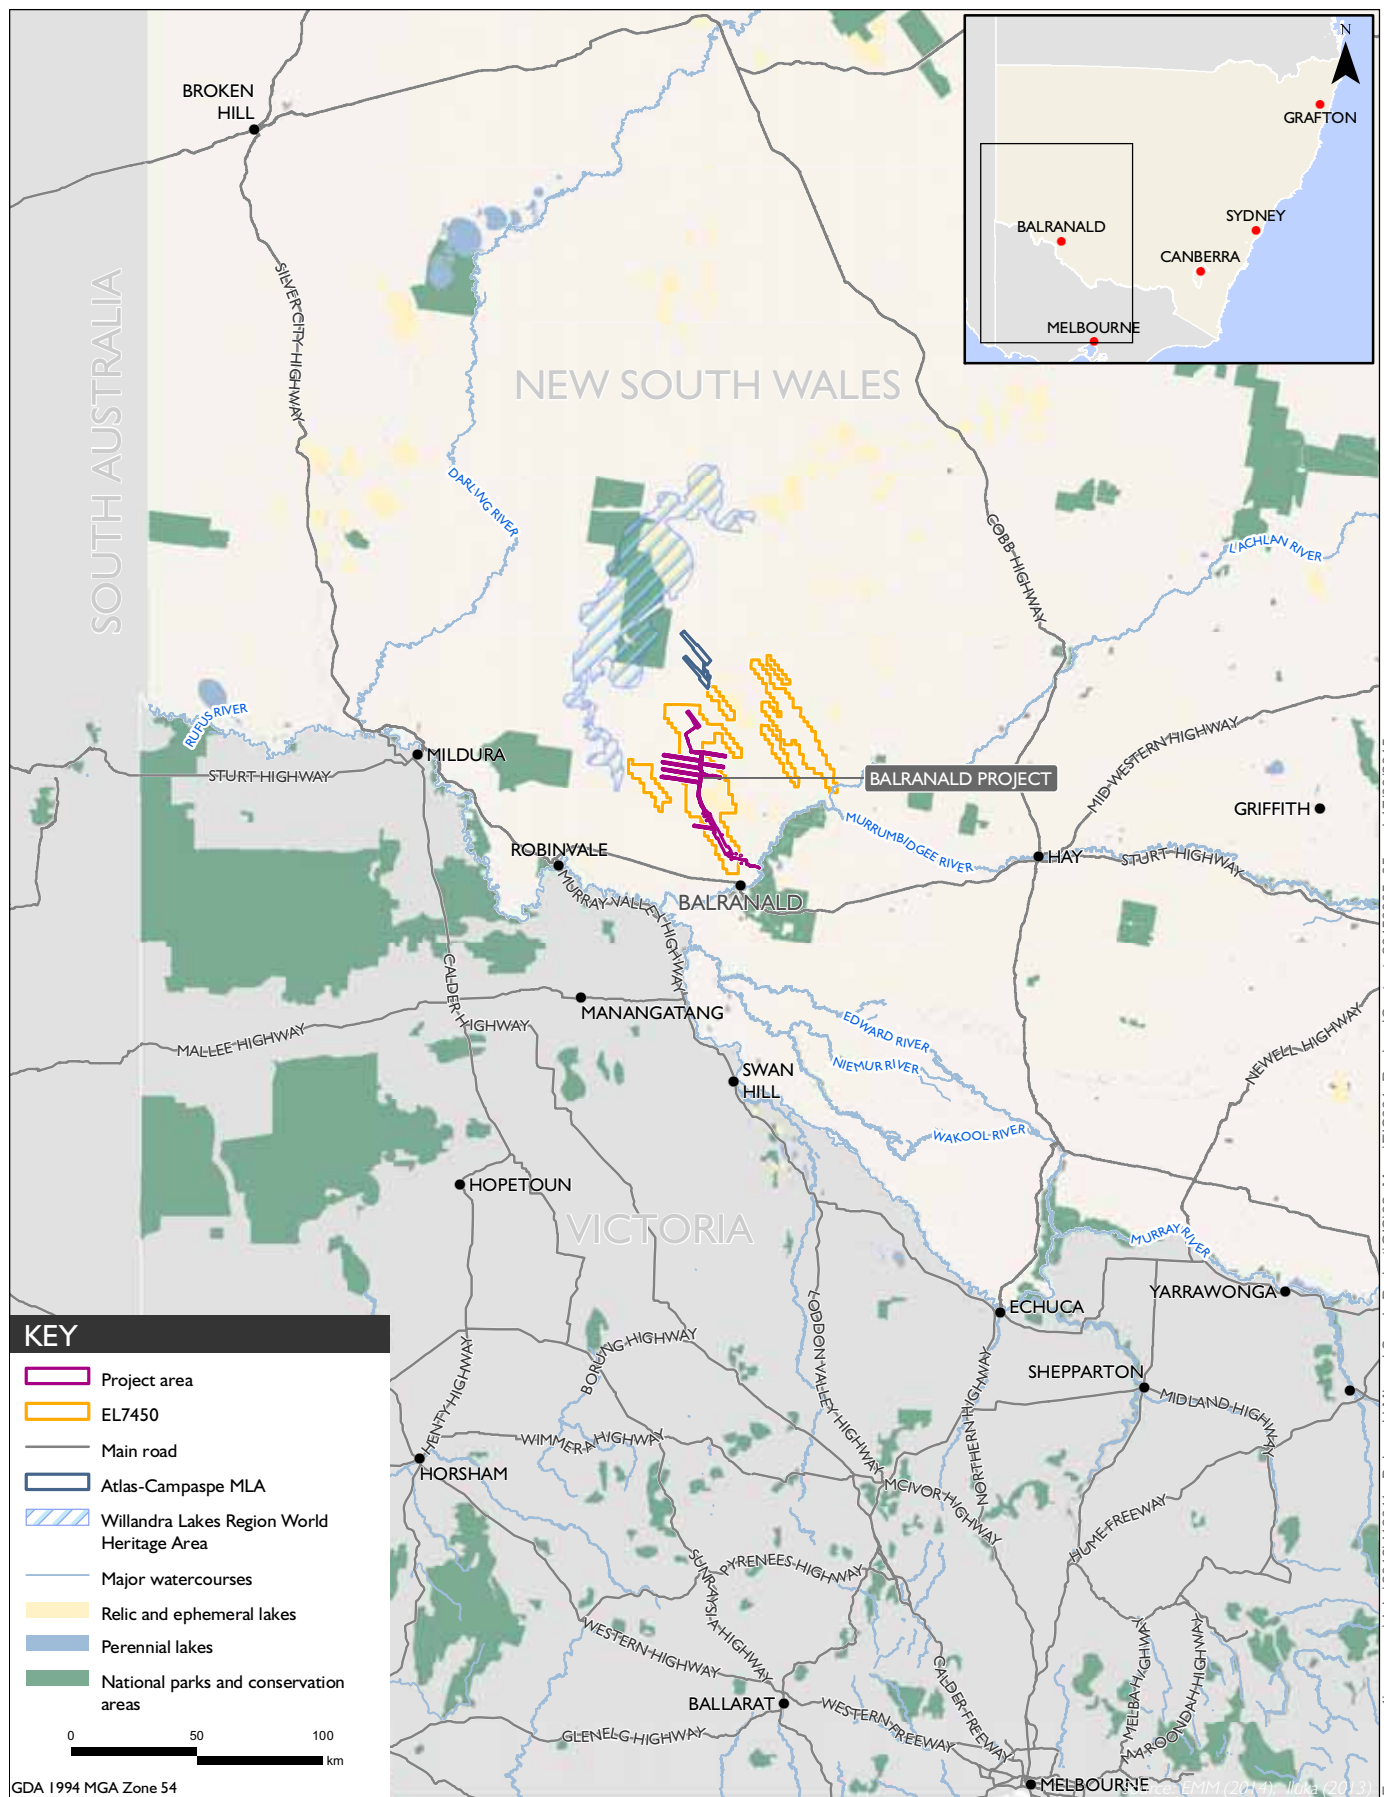 BROKEN
HILL
N
GRAFTON
SYDNEY
BALRANALD
CANBERRA
MELBOURNE
SILVER CITY HIGHWAY
SOUTH AUSTRALIA
NEW SOUTH WALES
DARLING RIVER
COBB HIGHWAY
LACHLAN RIVER
RUFUS RIVER
MILDURA
STURT HIGHWAY
BALRANALD PROJECT
MID-WESTERN HIGHWAY
GRIFFITH
MURRUMBIDGEE RIVER
ROBINVALE
HAY
STURT HIGHWAY
MURRAY VALLEY HIGHWAY
BALRANALD
CALDER HIGHWAY
MANANGATANG
MALLEE HIGHWAY
EDWARD RIVER
NIEMUR RIVER
NEWELL HIGHWAY
SWAN
HILL
WAKOOL RIVER
HOPETOUN
VICTORIA
MURRAY RIVER
YARRAWONGA
ECHUCA
LODDON VALLEY HIGHWAY
BORUNG HIGHWAY
HENTY HIGHWAY
NORTHERN HIGHWAY
SHEPPARTON
MIDLAND HIGHWAY
WIMMERA HIGHWAY
HORSHAM
MCIVOR HIGHWAY
HUME FREEWAY
SUNRAYSIA HIGHWAY
PYRENEES HIGHWAY
WESTERN HIGHWAY
CALDER FREEWAY
MELBA HIGHWAY
MAROONDAH HIGHWAY
BALLARAT
WESTERN FREEWAY
GLENELG HIGHWAY
MELBOURNE
Source: EMM (2014); Iluka (2013)
KEY
Project area
EL7450
Main road
Atlas-Campaspe MLA
Willandra Lakes Region World
Heritage Area
Major watercourses
Relic and ephemeral lakes
Perennial lakes
National parks and conservation
areas
0 50 100
km
GDA 1994 MGA Zone 54